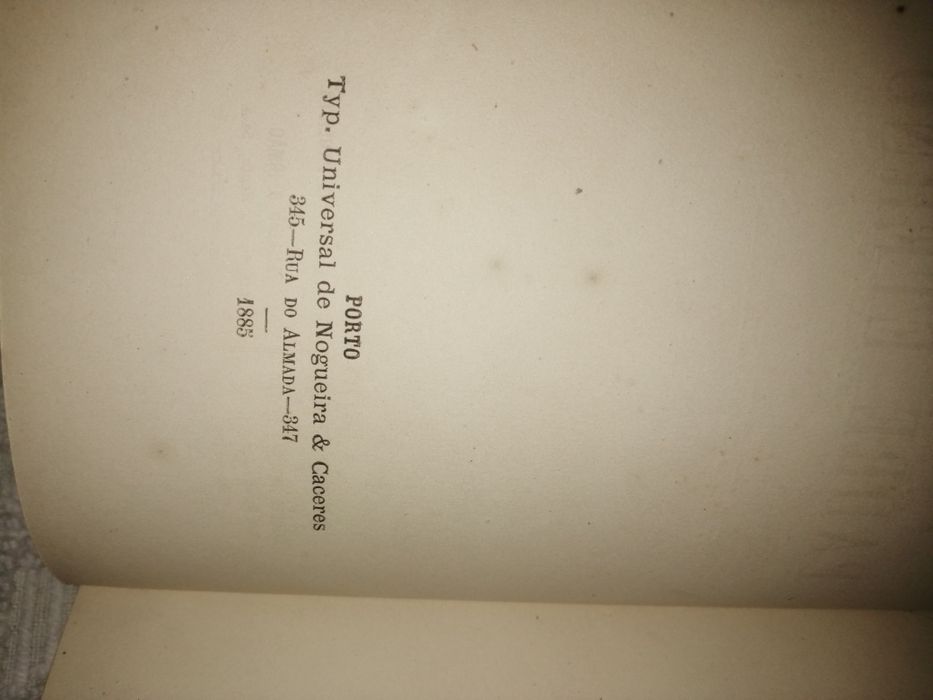 PORTO
Typ. Universal de Nogueira & Caceres
345—RUA DO ALMADA—347
1885